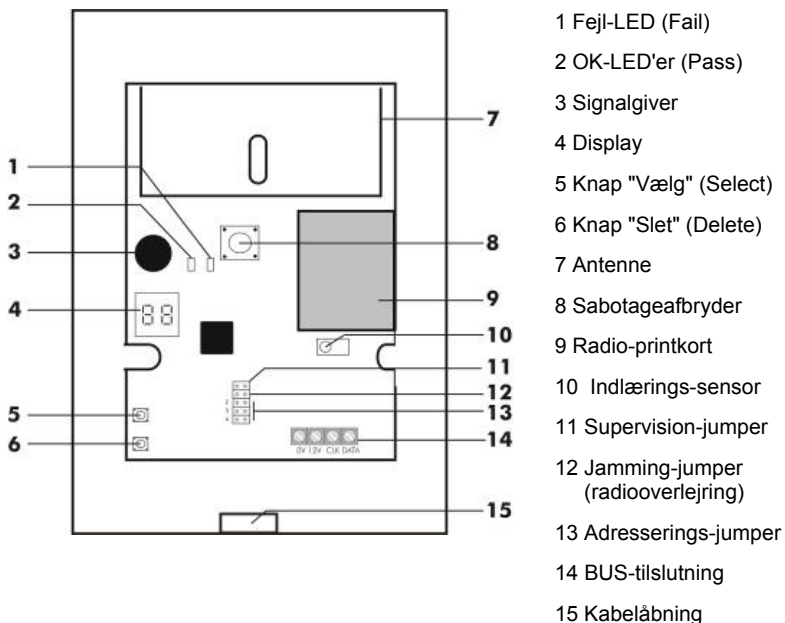 1
2
3
4
5
6
7
8
9
10
11
12
13
14
15
0V 12V CLK DATA
1 Fejl-LED (Fail)
2 OK-LED'er (Pass)
3 Signalgiver
4 Display
5 Knap "Vælg" (Select)
6 Knap "Slet" (Delete)
7 Antenne
8 Sabotageafbryder
9 Radio-printkort
10 Indlærings-sensor
11 Supervision-jumper
12 Jamming-jumper
(radiooverlejring)
13 Adresserings-jumper
14 BUS-tilslutning
15 Kabelåbning